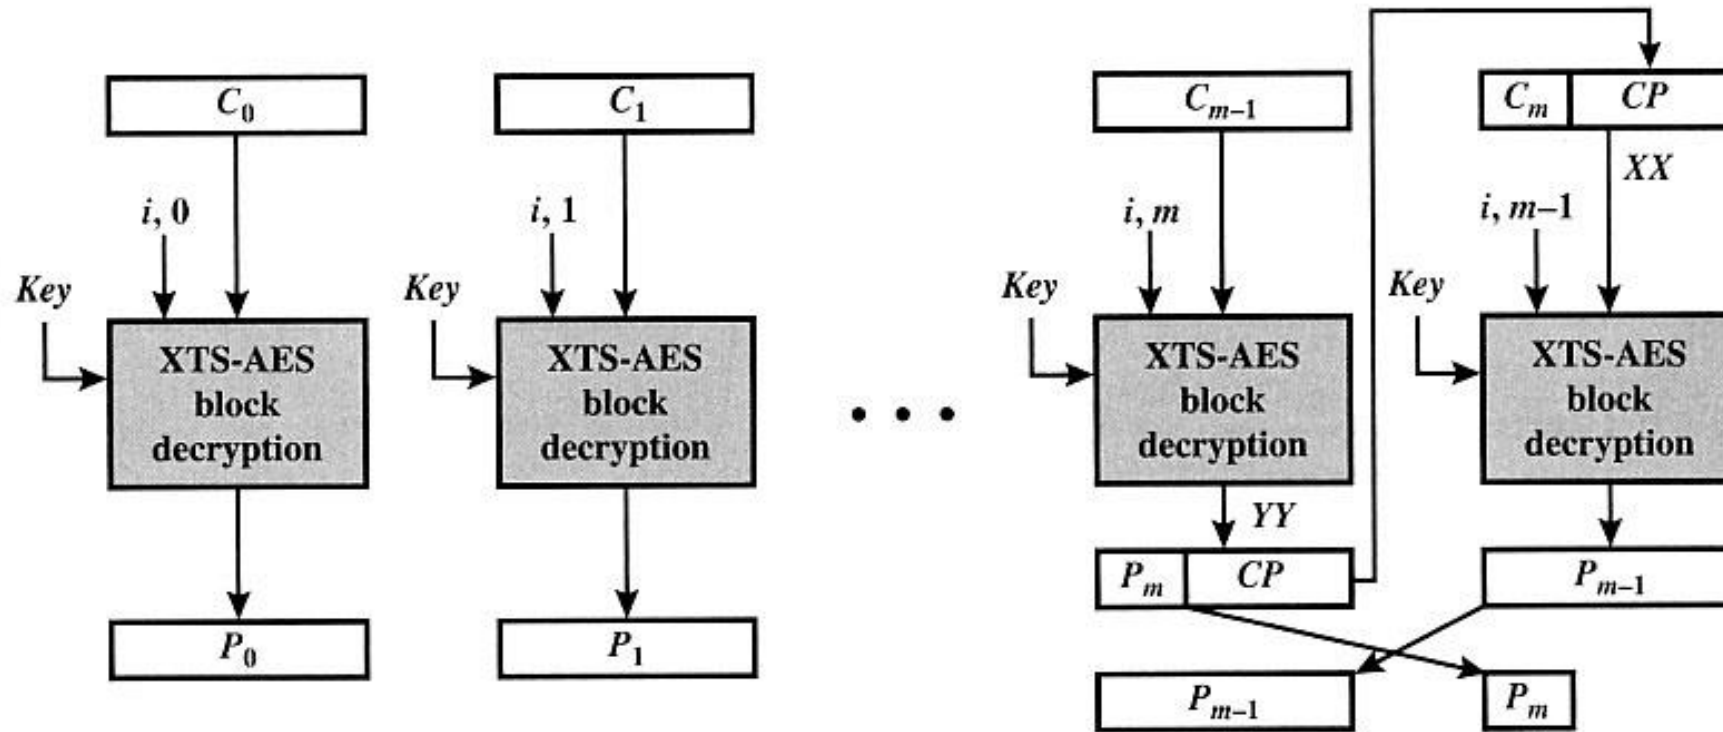 C0
C1
Cm–1
Cm CP
XX
i, 0
i, 1
i, m
i, m–1
Key
Key
Key
Key
XTS-AES
block
decryption
XTS-AES
block
decryption
• • •
XTS-AES
block
decryption
XTS-AES
block
decryption
YY
Pm CP
Pm–1
P0
P1
Pm–1
Pm